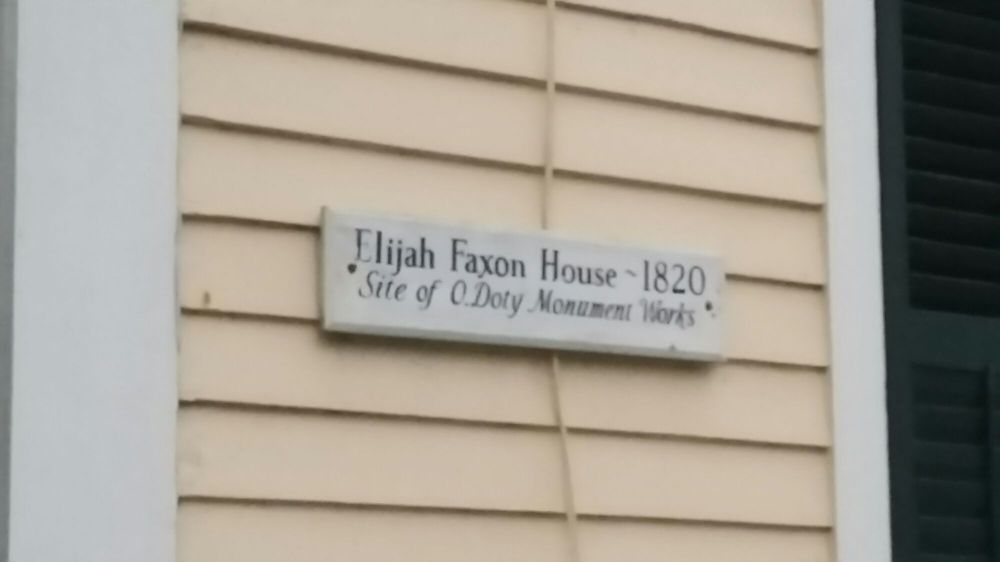 Elijah Faxon House ~ 1820
Site of O. Doty Monument Works